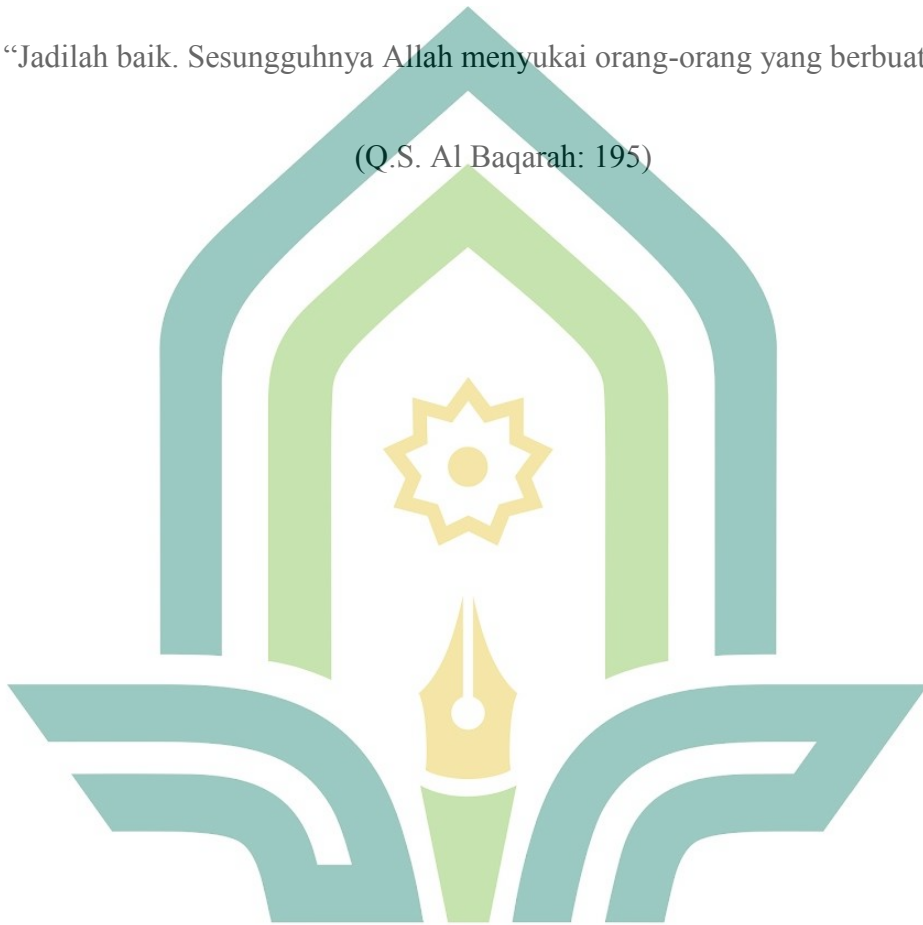 “Jadilah baik. Sesungguhnya Allah menyukai orang-orang yang berbuat
(Q.S. Al Baqarah: 195)